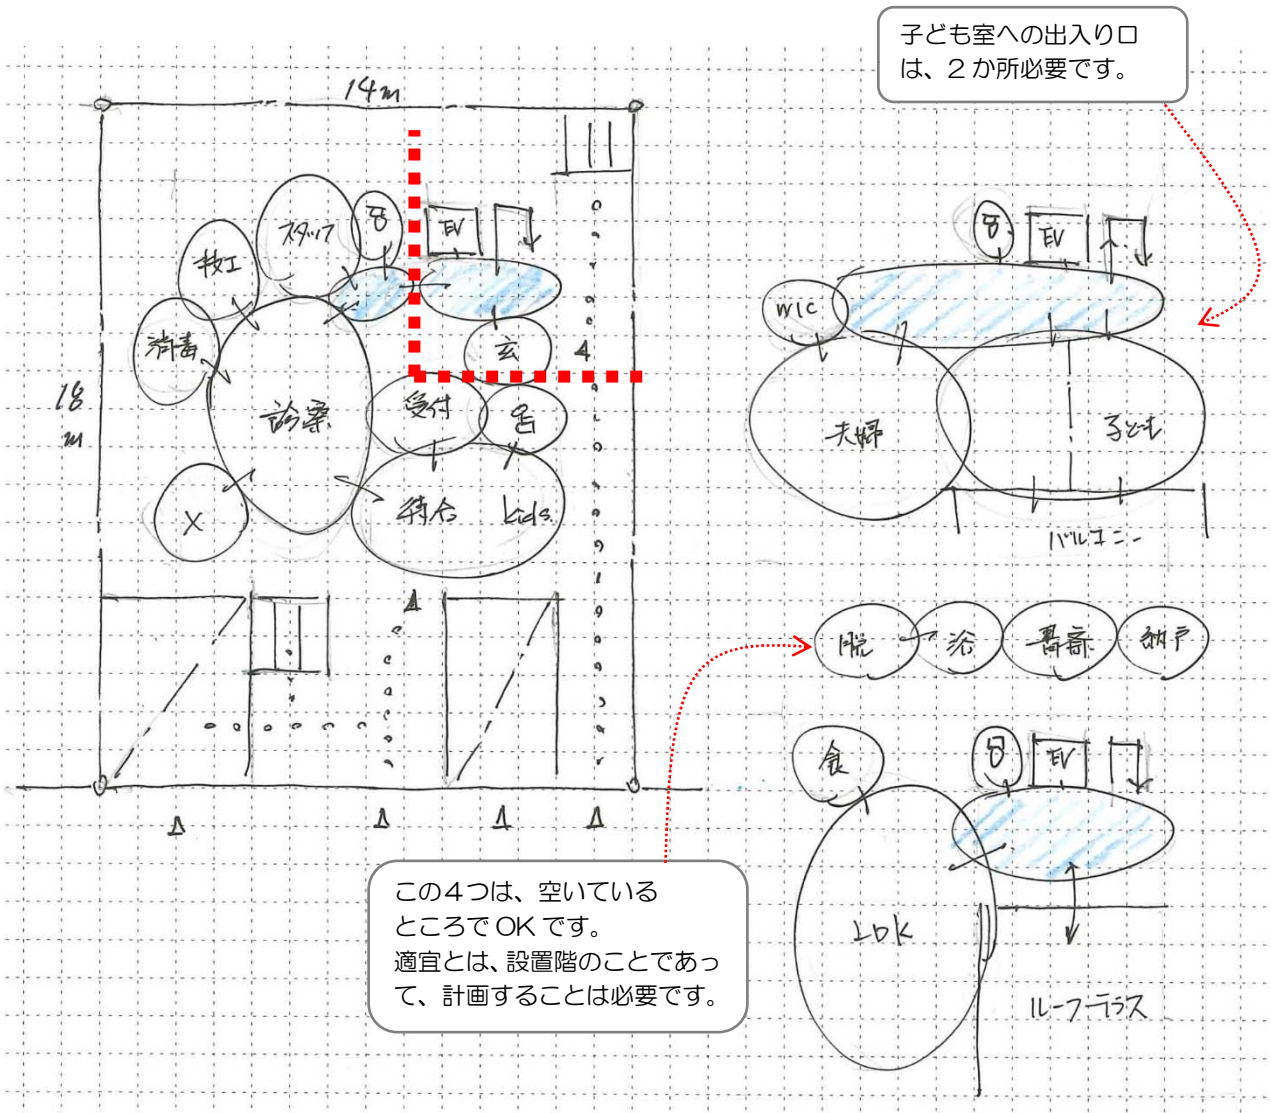 子ども室への出入り口
は、２か所必要です。
14m
18
m
スタッフ
EV
技工
消毒
玄
受付
診察
待合
kids
X
EV
WIC
夫婦
子ども
バルコニー
脱
浴
書斎
納戸
食
EV
LDK
ルーフテラス
この４つは、空いている
ところで OK です。
適宜とは、設置階のことであっ
て、計画することは必要です。